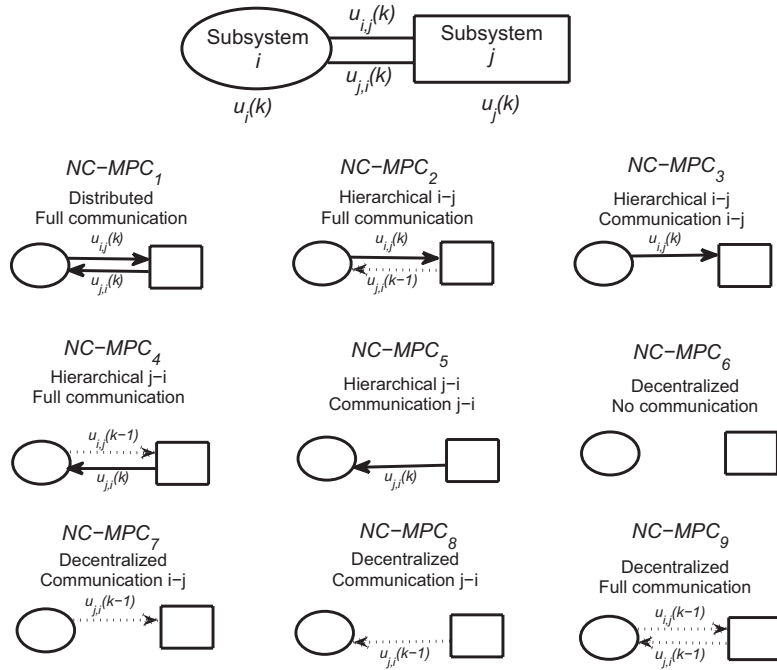 u_{i,j}(k)
Subsystem
i
Subsystem
j
u_{j,i}(k)
u_i(k)
u_j(k)
NC−MPC_1
Distributed
Full communication
u_{i,j}(k)
u_{j,i}(k)
NC−MPC_2
Hierarchical i−j
Full communication
u_{i,j}(k)
u_{j,i}(k−1)
NC−MPC_3
Hierarchical i−j
Communication i−j
u_{i,j}(k)
NC−MPC_4
Hierarchical j−i
Full communication
u_{i,j}(k−1)
u_{j,i}(k)
NC−MPC_5
Hierarchical j−i
Communication j−i
u_{j,i}(k)
NC−MPC_6
Decentralized
No communication
NC−MPC_7
Decentralized
Communication i−j
u_{j,i}(k−1)
NC−MPC_8
Decentralized
Communication j−i
u_{j,i}(k−1)
NC−MPC_9
Decentralized
Full communication
u_{i,j}(k−1)
u_{j,i}(k−1)